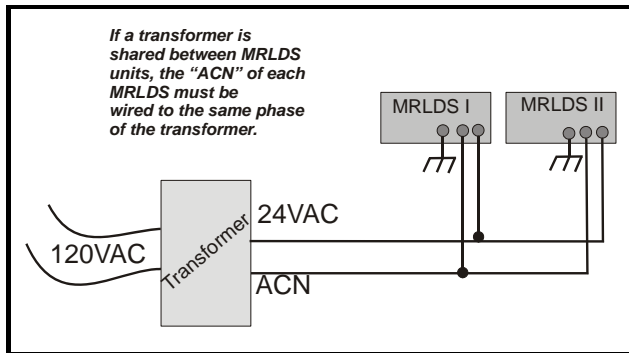 If a transformer is
shared between MRLDS
units, the “ACN” of each
MRLDS must be
wired to the same phase
of the transformer.
MRLDS I
MRLDS II
24VAC
120VAC
Transformer
ACN